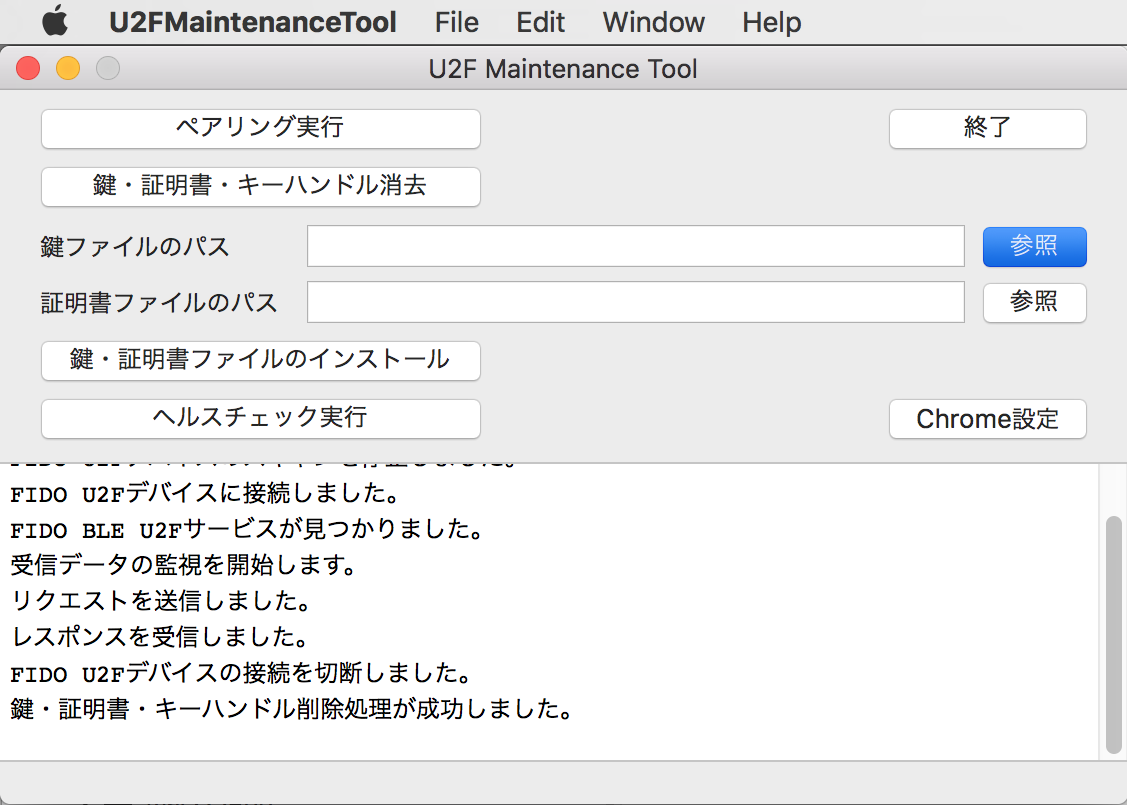 U2FMaintenanceTool File Edit Window Help
U2F Maintenance Tool
ペアリング実行 終了
鍵・証明書・キーハンドル消去
鍵ファイルのパス 参照
証明書ファイルのパス 参照
鍵・証明書ファイルのインストール
ヘルスチェック実行 Chrome設定
FIDO U2Fデバイスに接続しました。
FIDO BLE U2Fサービスが見つかりました。
受信データの監視を開始します。
リクエストを送信しました。
レスポンスを受信しました。
FIDO U2Fデバイスの接続を切断しました。
鍵・証明書・キーハンドル削除処理が成功しました。